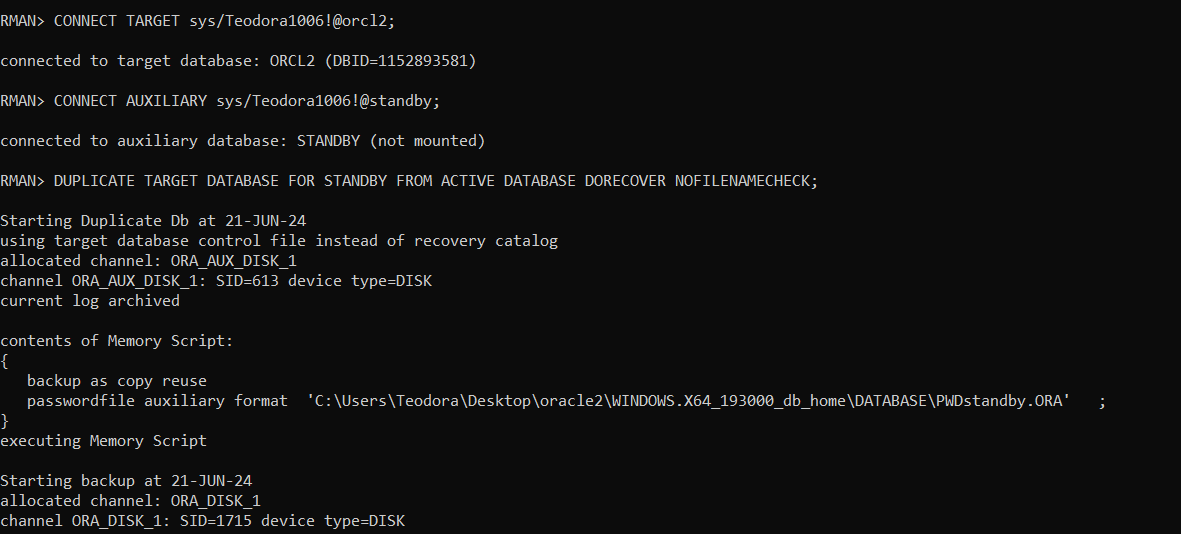 RMAN> CONNECT TARGET sys/Teodora1006!@orcl2;
connected to target database: ORCL2 (DBID=1152893581)
RMAN> CONNECT AUXILIARY sys/Teodora1006!@standby;
connected to auxiliary database: STANDBY (not mounted)
RMAN> DUPLICATE TARGET DATABASE FOR STANDBY FROM ACTIVE DATABASE DORECOVER NOFILENAMECHECK;
Starting Duplicate Db at 21-JUN-24
using target database control file instead of recovery catalog
allocated channel: ORA_AUX_DISK_1
channel ORA_AUX_DISK_1: SID=613 device type=DISK
current log archived
contents of Memory Script:
{
   backup as copy reuse
   passwordfile auxiliary format  'C:\Users\Teodora\Desktop\oracle2\WINDOWS.X64_193000_db_home\DATABASE\PWDstandby.ORA'   ;
}
executing Memory Script
Starting backup at 21-JUN-24
allocated channel: ORA_DISK_1
channel ORA_DISK_1: SID=1715 device type=DISK